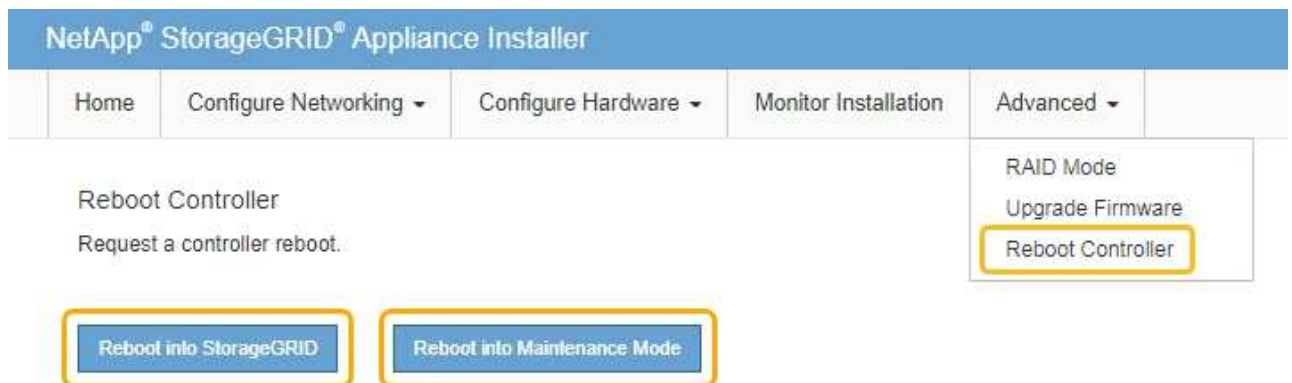 NetApp® StorageGRID® Appliance Installer
Home Configure Networking Configure Hardware Monitor Installation Advanced
RAID Mode
Upgrade Firmware
Reboot Controller
Reboot Controller
Request a controller reboot.
Reboot into StorageGRID Reboot into Maintenance Mode